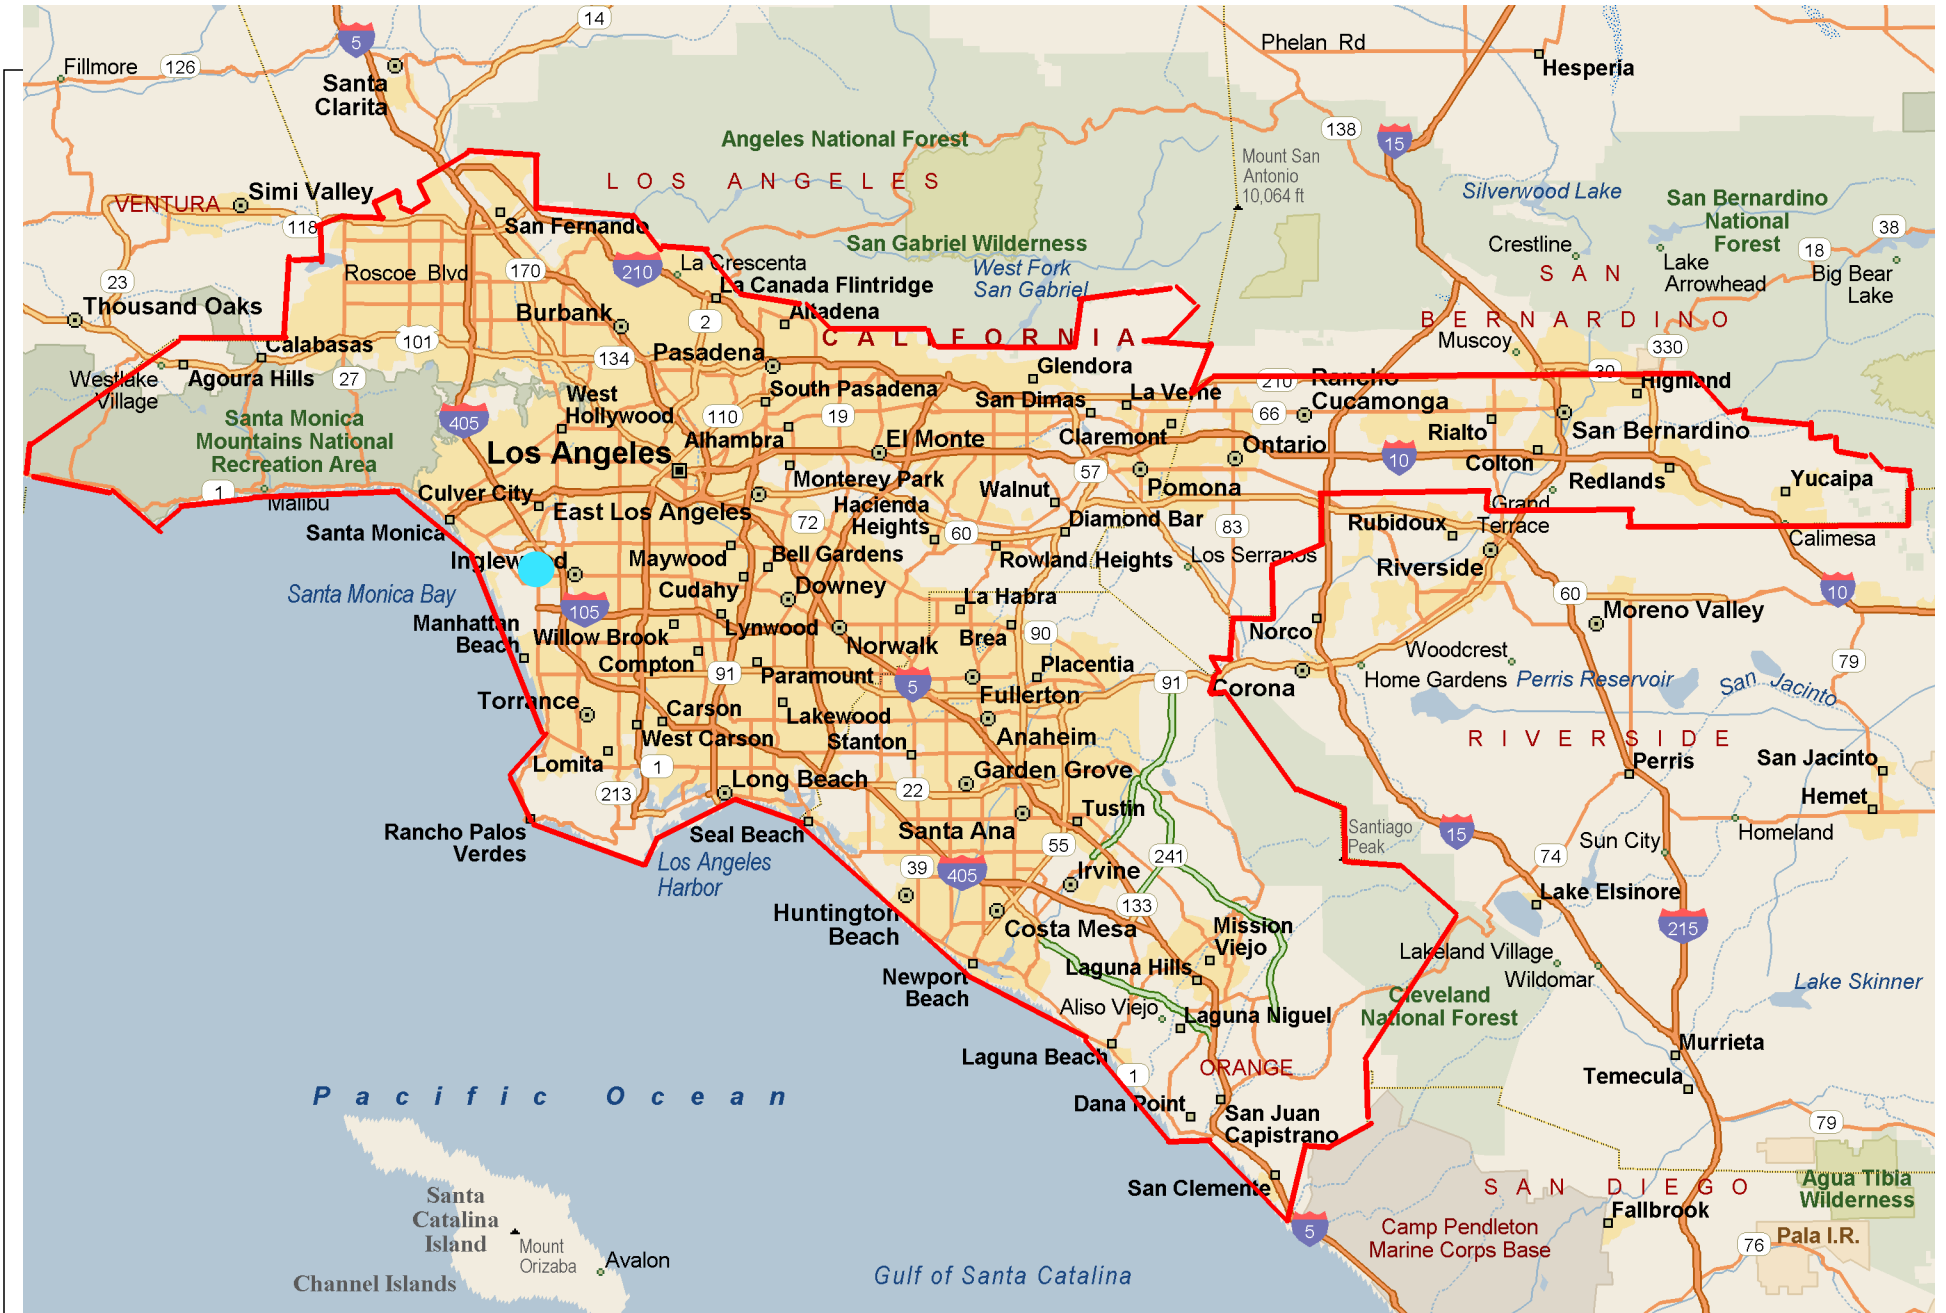 14
5
Phelan Rd
Fillmore
126
Hesperia
Santa
Clarita
138
15
Angeles National Forest
Mount San
Antonio
10,064 ft
LOS ANGELES
Silverwood Lake
San Bernardino
National
Forest
VENTURA
Simi Valley
118
San Fernando
38
18
Crestline
Lake
Arrowhead
Big Bear
Lake
San Gabriel Wilderness
West Fork
San Gabriel
SAN
23
Roscoe Blvd
170
210
La Crescenta
La Canada Flintridge
Thousand Oaks
Burbank
2
Altadena
CALIFORNIA
BERNARDINO
Muscoy
330
Calabasas
101
134
Pasadena
Glendora
Westlake
Village
Agoura Hills
27
West
Hollywood
South Pasadena
San Dimas
La Verne
210
Rancho
Cucamonga
30
Highland
Santa Monica
Mountains National
Recreation Area
405
110
19
66
Alhambra
El Monte
Claremont
Ontario
Rialto
San Bernardino
Los Angeles
57
10
Colton
1
Malibu
Culver City
Monterey Park
Walnut
Pomona
Redlands
Yucaipa
Santa Monica
East Los Angeles
Hacienda
Heights
72
60
Diamond Bar
83
Rubidoux
Grand
Terrace
Calimesa
Inglewood
Maywood
Bell Gardens
Rowland Heights
Los Serranos
Riverside
Santa Monica Bay
Cudahy
Downey
105
La Habra
60
10
Moreno Valley
Manhattan
Beach
Willow Brook
Lynwood
Norwalk
Brea
90
Norco
Woodcrest
79
Compton
91
Paramount
Placentia
5
Fullerton
91
Corona
Home Gardens
Perris Reservoir
San Jacinto
Torrance
Carson
West Carson
Lakewood
Stanton
Anaheim
RIVERSIDE
Lomita
1
213
Long Beach
22
Garden Grove
Perris
San Jacinto
Hemet
Rancho Palos
Verdes
Seal Beach
Santa Ana
Tustin
Santiago
Peak
15
Homeland
Sun City
Los Angeles
Harbor
39
405
55
Irvine
241
74
Lake Elsinore
133
Huntington
Beach
Costa Mesa
Mission
Viejo
215
Lakeland Village
Wildomar
Newport
Beach
Laguna Hills
Aliso Viejo
Laguna Niguel
Cleveland
National Forest
Lake Skinner
Laguna Beach
ORANGE
1
Murrieta
Temecula
Pacific Ocean
Dana Point
San Juan
Capistrano
79
San Clemente
SAN DIEGO
Agua Tibia
Wilderness
Santa
Catalina
Island
Mount
Orizaba
Avalon
5
Camp Pendleton
Marine Corps Base
Fallbrook
76
Pala I.R.
Channel Islands
Gulf of Santa Catalina